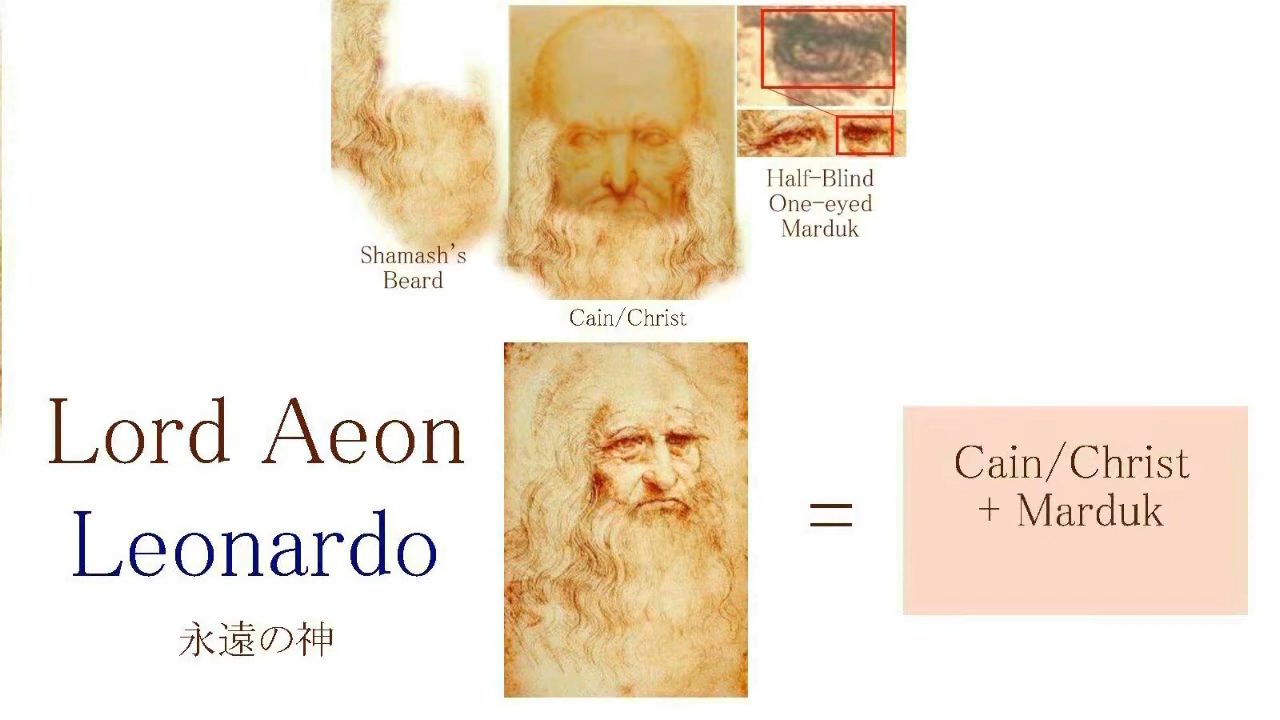 Shamash's
Beard
Half-Blind
One-eyed
Marduk
Cain/Christ
Lord Aeon
Leonardo
永遠の神
=
Cain/Christ
+ Marduk